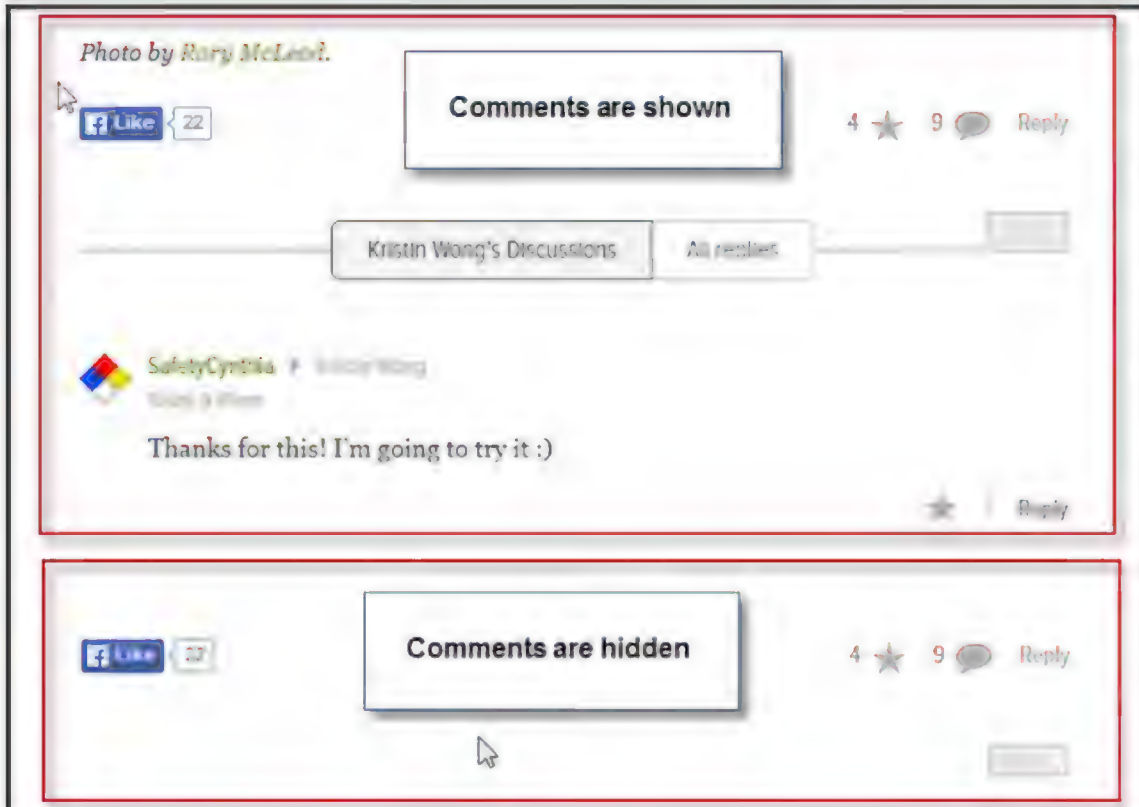 Photo by Rory McLeod.
Comments are shown
f Like 22
4 9 Reply
Kristin Wong's Discussions All replies
SafetyCynthia
Thanks for this! I'm going to try it :)
Reply
f Like
Comments are hidden
4 9 Reply